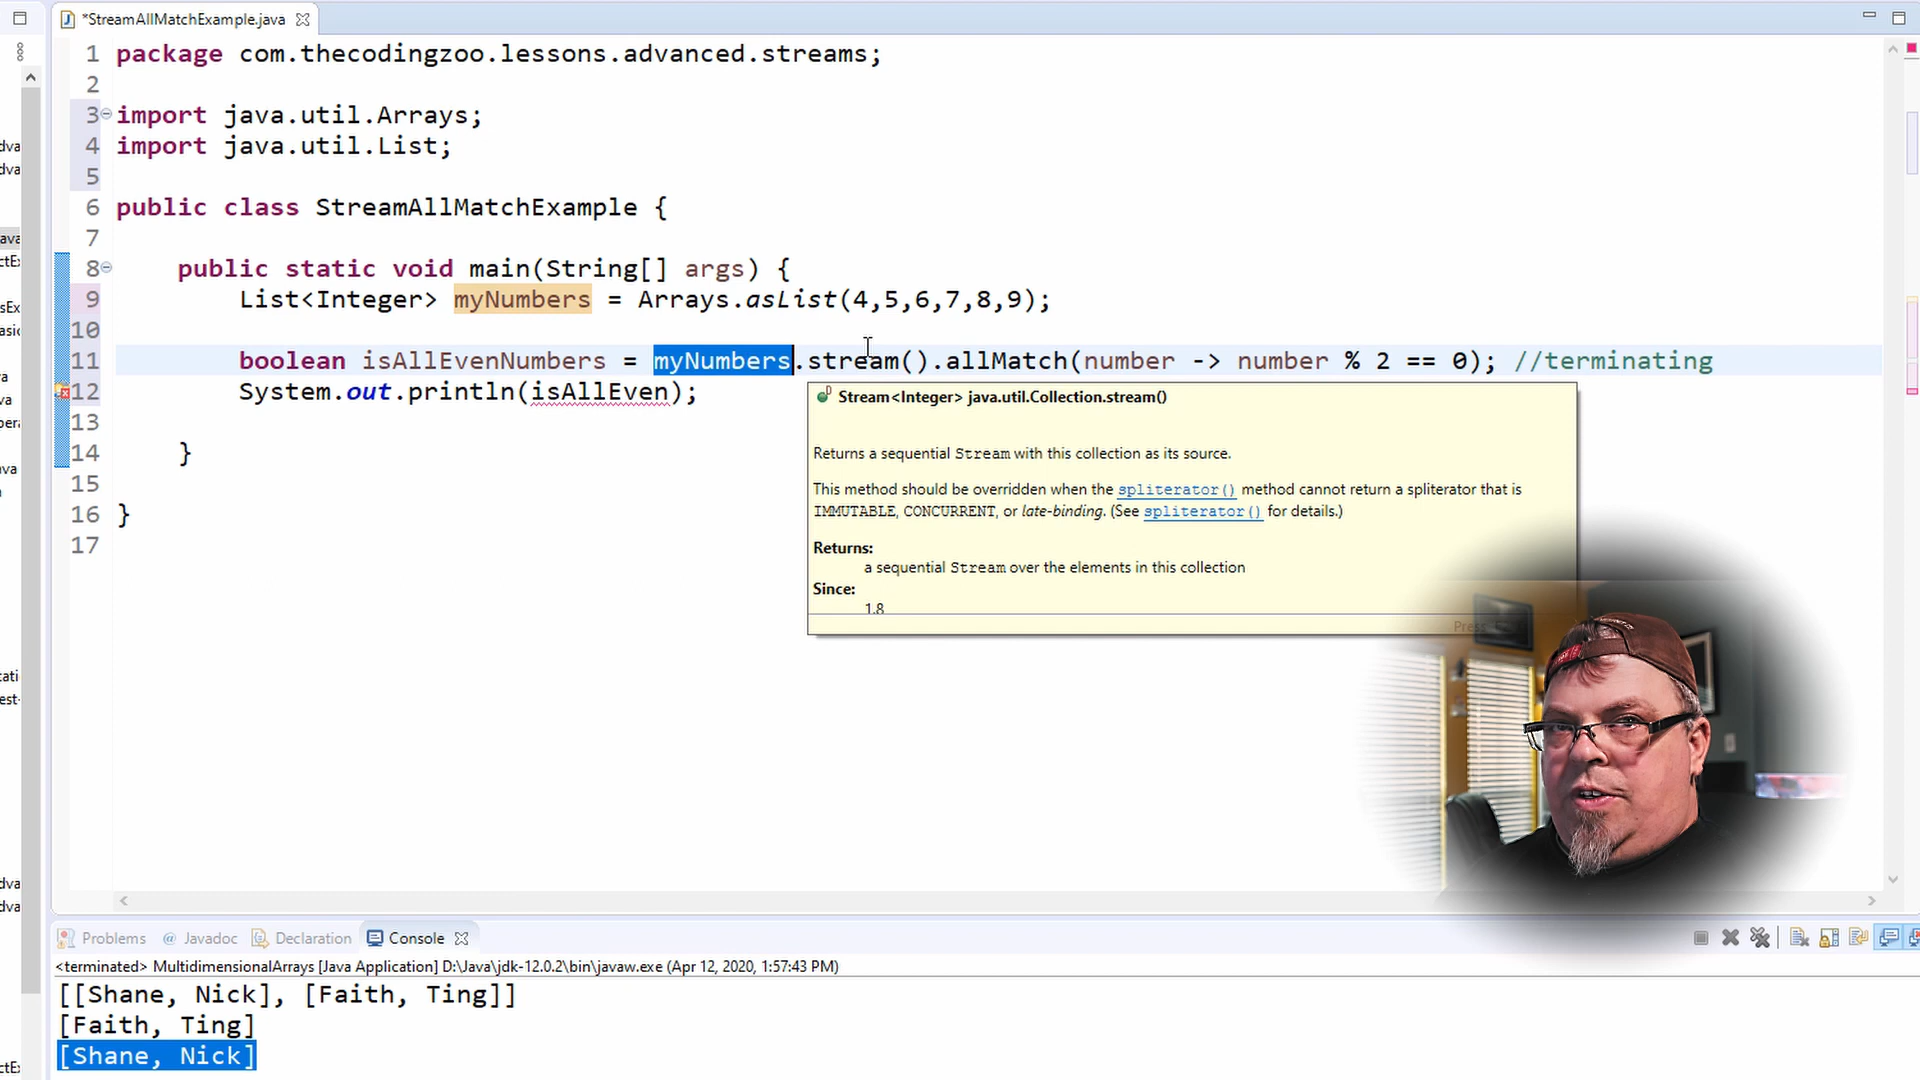 *StreamAllMatchExample.java
1 package com.thecodingzoo.lessons.advanced.streams;
2
3 import java.util.Arrays;
4 import java.util.List;
5
6 public class StreamAllMatchExample {
7
8 public static void main(String[] args) {
9 List<Integer> myNumbers = Arrays.asList(4,5,6,7,8,9);
10
11 boolean isAllEvenNumbers = myNumbers.stream().allMatch(number -> number % 2 == 0); //terminating
12 System.out.println(isAllEven);
13
14 }
15
16 }
17
Stream<Integer> java.util.Collection.stream()
Returns a sequential Stream with this collection as its source.
This method should be overridden when the spliterator() method cannot return a spliterator that is
IMMUTABLE, CONCURRENT, or late-binding. (See spliterator() for details.)
Returns:
a sequential Stream over the elements in this collection
Since:
1.8
Problems @ Javadoc Declaration Console
<terminated> MultidimensionalArrays [Java Application] D:\Java\jdk-12.0.2\bin\javaw.exe (Apr 12, 2020, 1:57:43 PM)
[[Shane, Nick], [Faith, Ting]]
[Faith, Ting]
[Shane, Nick]